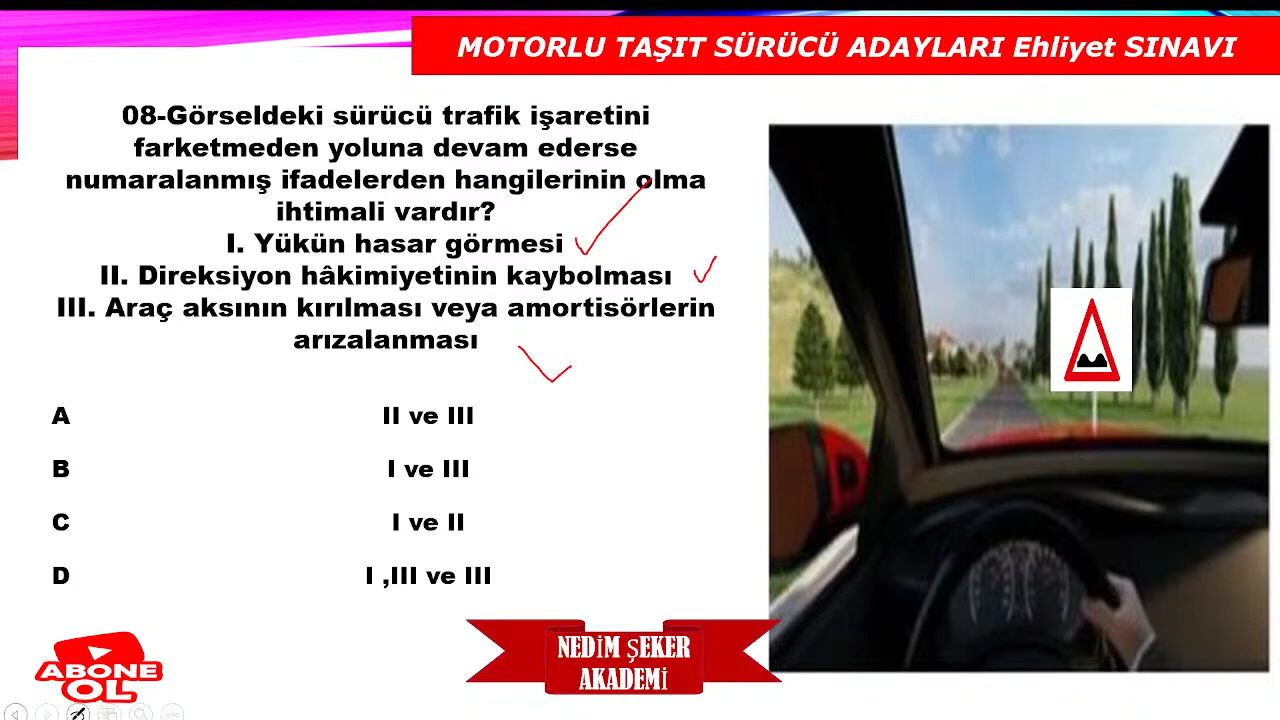 MOTORLU TAŞIT SÜRÜCÜ ADAYLARI Ehliyet SINAVI
08-Görseldeki sürücü trafik işaretini
farketmeden yoluna devam ederse
numaralanmış ifadelerden hangilerinin olma
ihtimali vardır?
I. Yükün hasar görmesi
II. Direksiyon hâkimiyetinin kaybolması
III. Araç aksının kırılması veya amortisörlerin
arızalanması
A II ve III
B I ve III
C I ve II
D I ,III ve III
ABONE
OL
NEDİM ŞEKER
AKADEMİ